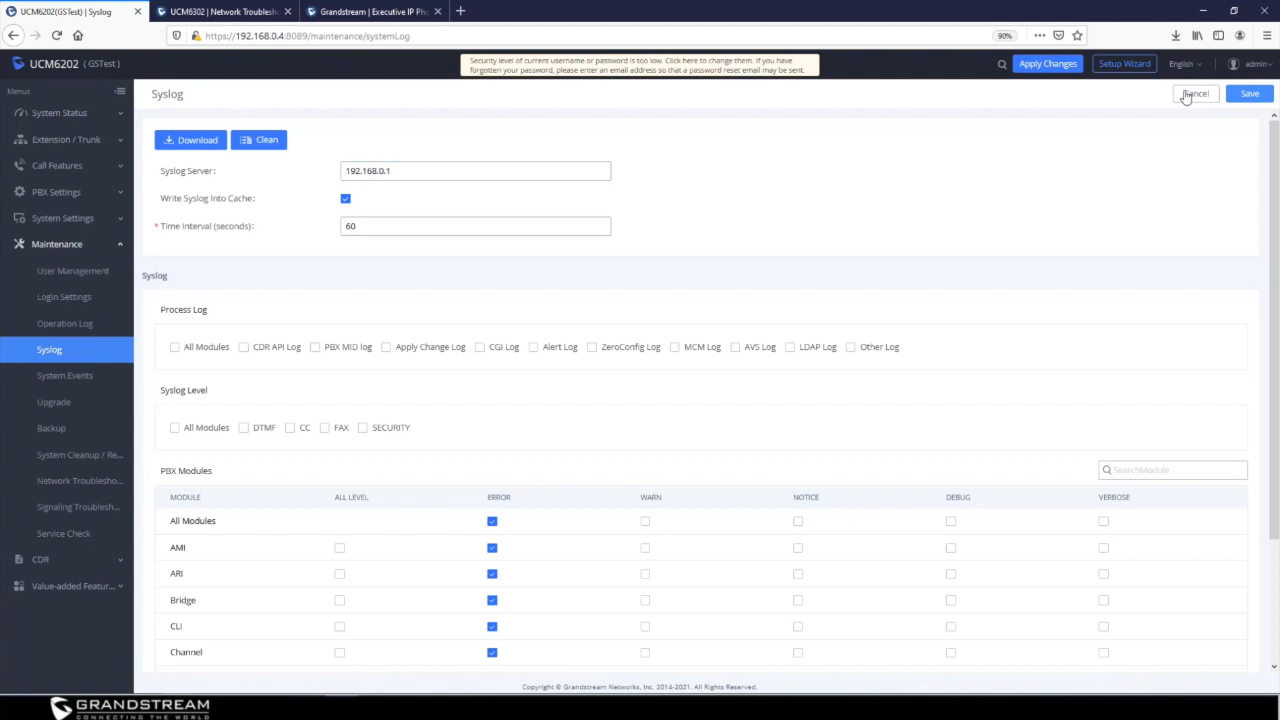 UCM6202(GSTest) | Syslog
UCM6302 | Network Troublesh
Grandstream | Executive IP Ph
https://192.168.0.4:8089/maintenance/systemLog
90%
UCM6202 ( GSTest )
Security level of current username or password is too low. Click here to change them. If you have
forgotten your password, please enter an email address so that a password reset email may be sent.
Apply Changes
Setup Wizard
English
admin
Menus
System Status
Extension / Trunk
Call Features
PBX Settings
System Settings
Maintenance
User Management
Login Settings
Operation Log
Syslog
System Events
Upgrade
Backup
System Cleanup / Re...
Network Troublesho...
Signaling Troublesh...
Service Check
CDR
Value-added Featur...
Syslog
Cancel
Save
Download
Clean
Syslog Server:
192.168.0.1
Write Syslog Into Cache:
* Time Interval (seconds):
60
Syslog
Process Log
All Modules CDR API Log PBX MID log Apply Change Log CGI Log Alert Log ZeroConfig Log MCM Log AVS Log LDAP Log Other Log
Syslog Level
All Modules DTMF CC FAX SECURITY
PBX Modules
SearchModule
MODULE ALL LEVEL ERROR WARN NOTICE DEBUG VERBOSE
All Modules
AMI
ARI
Bridge
CLI
Channel
Copyright © Grandstream Networks, Inc. 2014-2021. All Rights Reserved.
GRANDSTREAM
CONNECTING THE WORLD